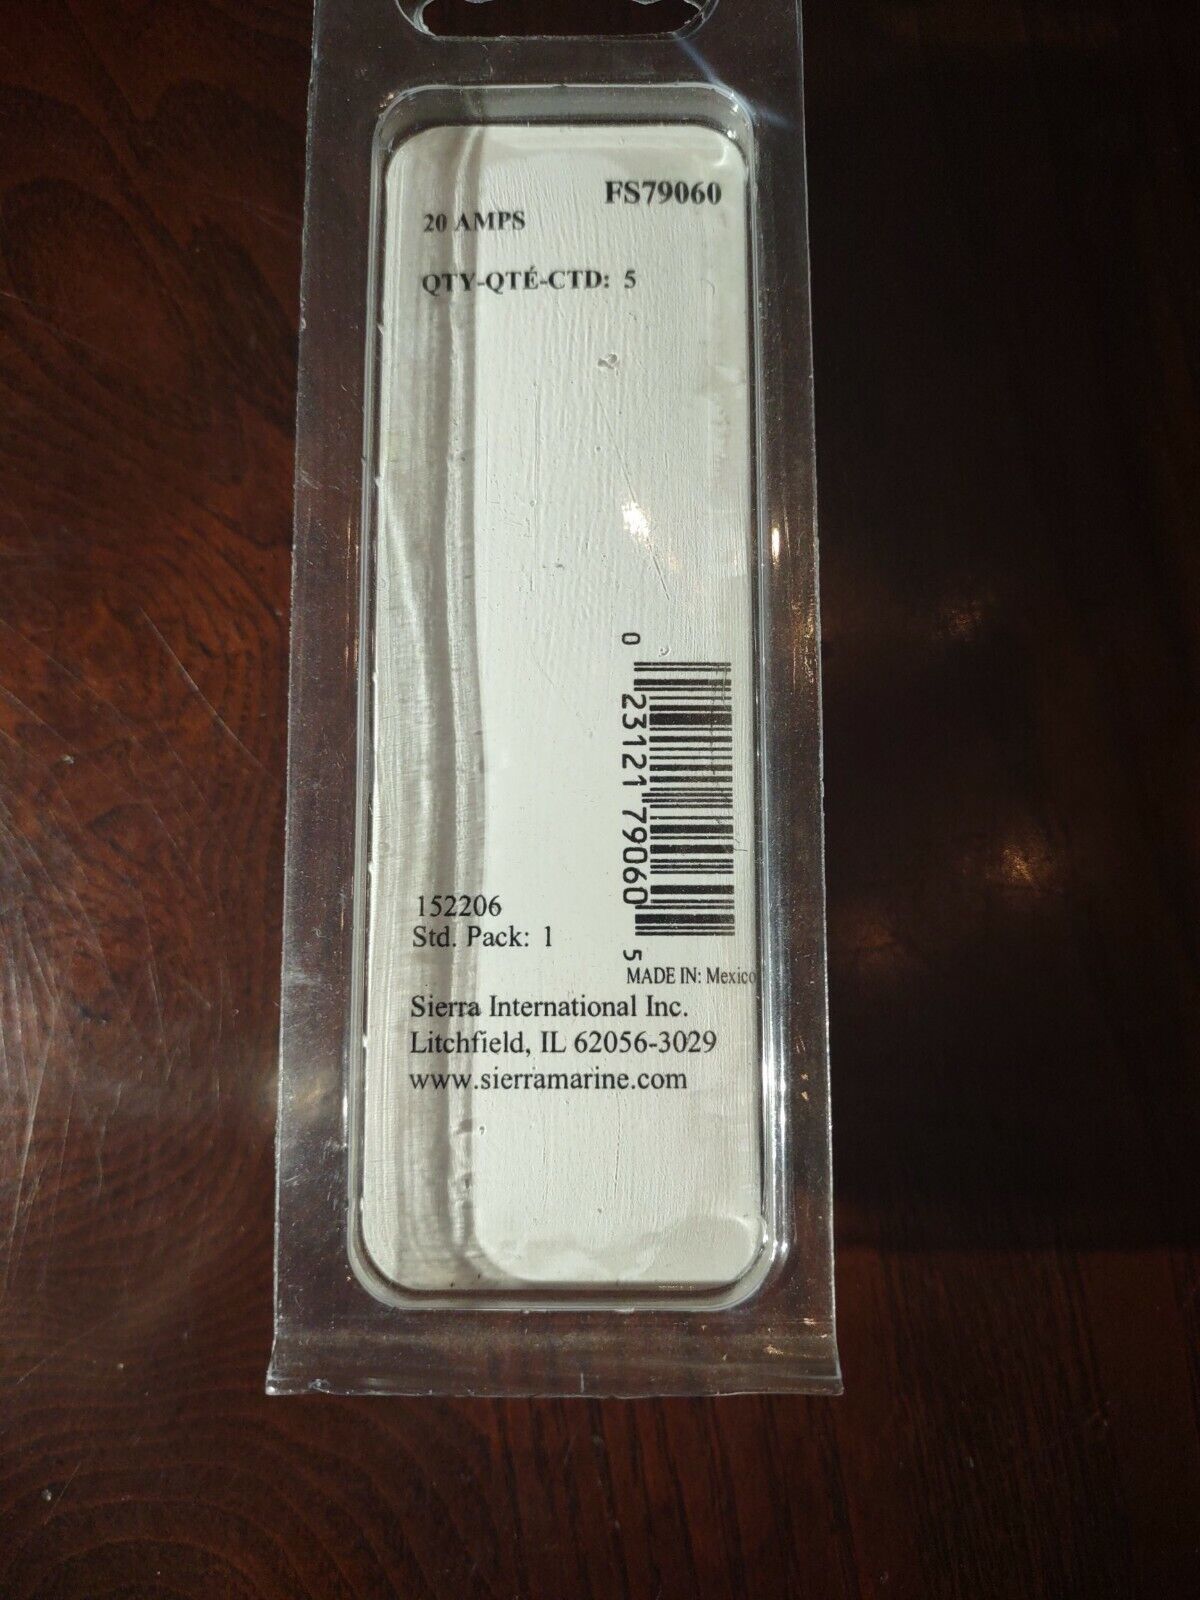 FS79060
20 AMPS
QTY-QTÉ-CTD: 5
0 23121 79060 5
152206
Std. Pack: 1
MADE IN: Mexico
Sierra International Inc.
Litchfield, IL 62056-3029
www.sierramarine.com